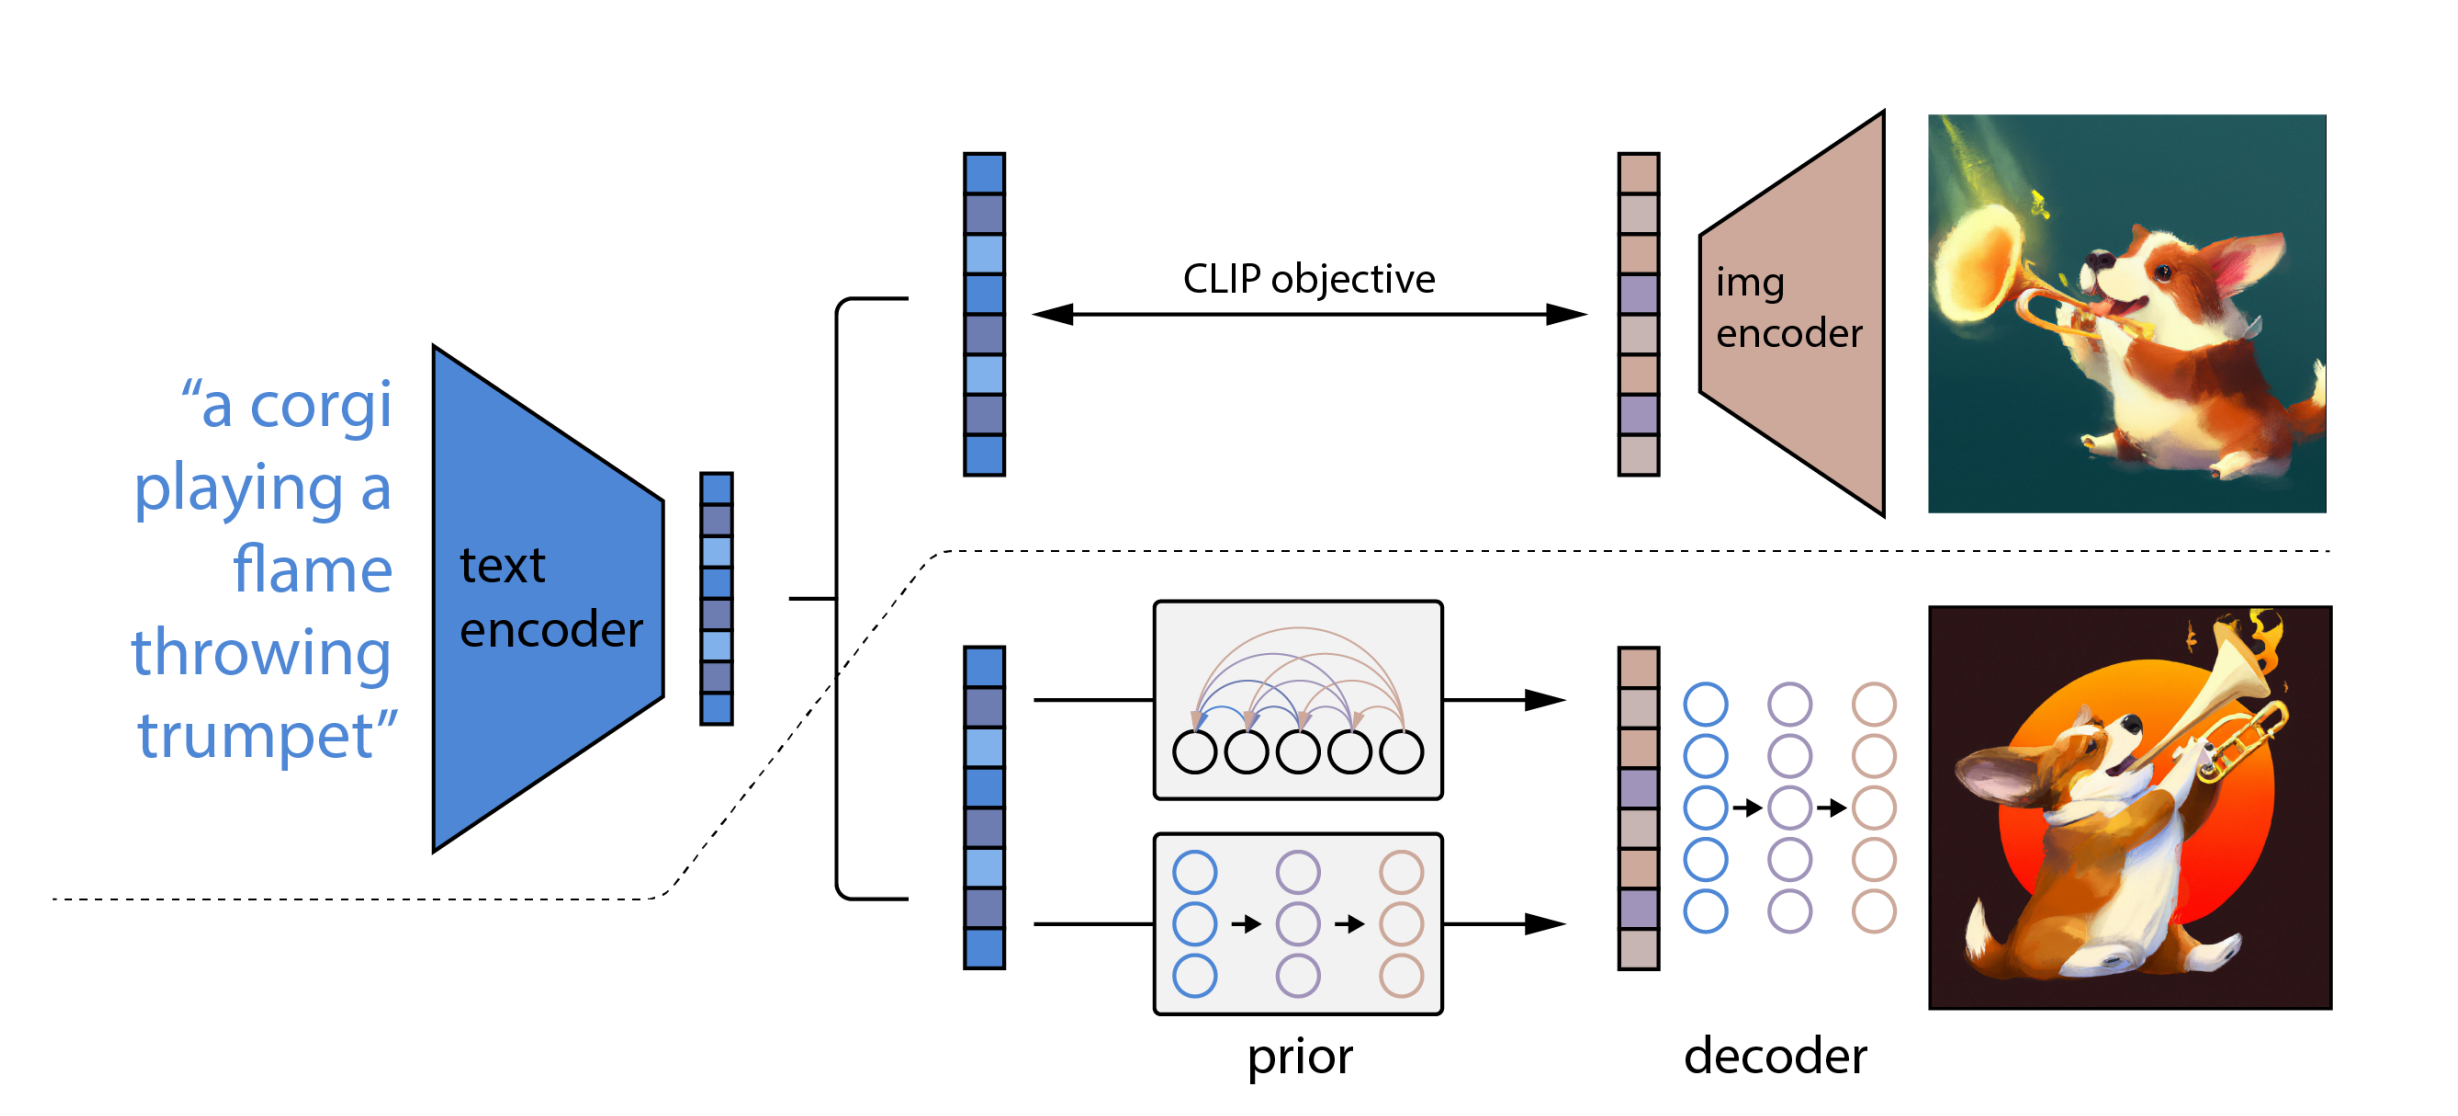 “a corgi
playing a
flame
throwing
trumpet”
text
encoder
CLIP objective
img
encoder
prior
decoder